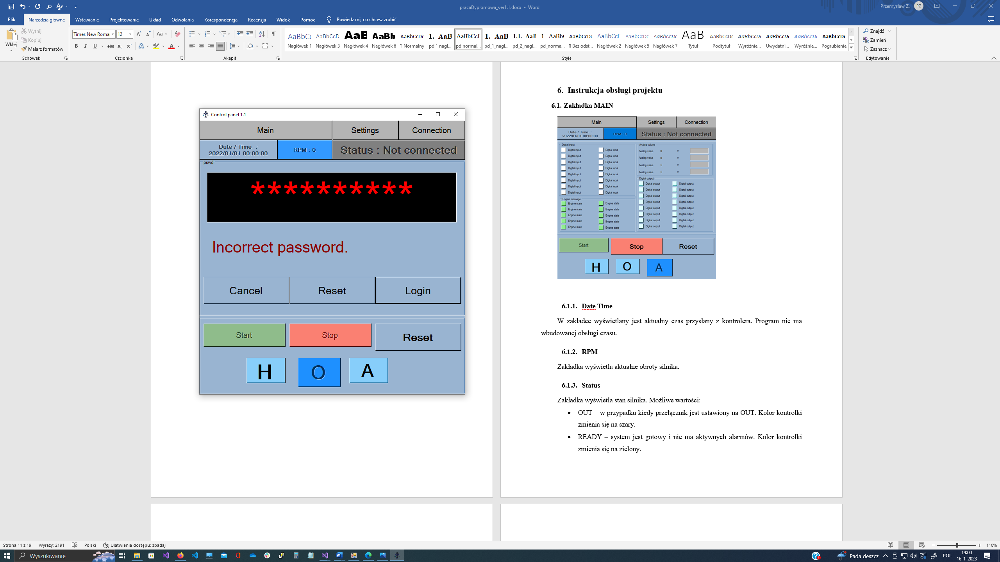 pracaDyplomowa_ver1.1.docx - Word
Przemysław Z.
PZ
Plik
Narzędzia główne
Wstawianie
Projektowanie
Układ
Odwołania
Korespondencja
Recenzja
Widok
Pomoc
Powiedz mi, co chcesz zrobić
Wklej
Wytnij
Kopiuj
Malarz formatów
Schowek
Times New Roma
12
Czcionka
Akapit
AaBbCc Nagłówek 1
AaBbCcD Nagłówek 3
AaB Nagłówek 4
AaBb Nagłówek 6
AaBbCcDc ¶ Normalny
1. AaB pd 1 nagl...
AaBbCcI pd normal...
1. AaB pd_1_nagl...
1.1. AaB pd_2_nagl...
1. AaBb pd_norma...
AaBbCcDc ¶ Bez odst...
AaBbCcD Nagłówek 2
AaBbCcDc Nagłówek 5
AaBbCcDc Nagłówek 7
AaB Tytuł
AaBbCcDc Podtytuł
AaBbCcDc Wyróżnie...
AaBbCcDc Uwydatni...
AaBbCcDc Wyróżnie...
AaBbCcDc Pogrubienie
Style
Znajdź
Zamień
Zaznacz
Edytowanie
Control panel 1.1
Main
Settings
Connection
Date / Time :
2022/01/01 00:00:00
RPM : 0
Status : Not connected
pswd
**********
Incorrect password.
Cancel
Reset
Login
Start
Stop
Reset
H
O
A
6. Instrukcja obsługi projektu
6.1. Zakładka MAIN
Main
Settings
Connection
Date / Time :
2022/01/01 00:00:00
RPM : 0
Status : Not connected
Digital input
Digital input Digital input
Digital input Digital input
Digital input Digital input
Digital input Digital input
Digital input Digital input
Digital input Digital input
Digital input Digital input
Digital input Digital input
Engine message
Engine state Engine state
Engine state Engine state
Engine state Engine state
Engine state Engine state
Engine state Engine state
Analog values
Analog value 0 V
Analog value 0 V
Analog value 0 V
Analog value 0 V
Digital output
Digital output Digital output
Digital output Digital output
Digital output Digital output
Digital output Digital output
Digital output Digital output
Digital output Digital output
Digital output Digital output
Digital output Digital output
Start
Stop
Reset
H
O
A
6.1.1. Date Time
W zakładce wyświetlany jest aktualny czas przysłany z kontrolera. Program nie ma
wbudowanej obsługi czasu.
6.1.2. RPM
Zakładka wyświetla aktualne obroty silnika.
6.1.3. Status
Zakładka wyświetla stan silnika. Możliwe wartości:
• OUT – w przypadku kiedy przełącznik jest ustawiony na OUT. Kolor kontrolki
zmienia się na szary.
• READY – system jest gotowy i nie ma aktywnych alarmów. Kolor kontrolki
zmienia się na zielony.
Strona 11 z 19
Wyrazy: 2191
Polski
Ułatwienia dostępu: zbadaj
110%
Wyszukiwanie
Pada deszcz
POL
19:00
16-1-2023